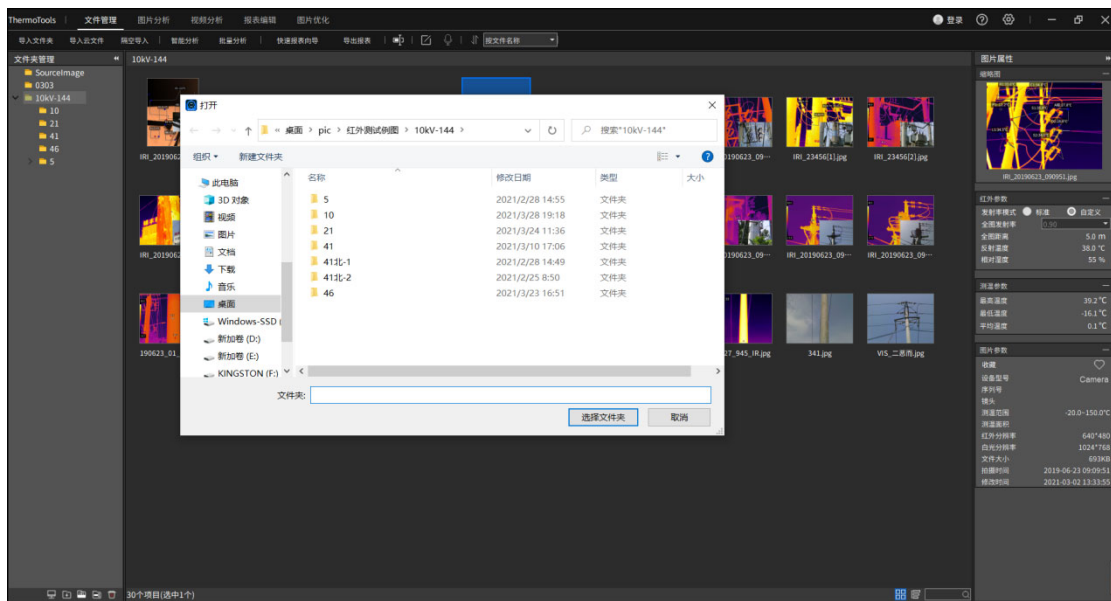 ThermoTools 文件管理 图片分析 视频分析 报表编辑 图片优化 登录
导入文件夹 导入云文件 隔空导入 智能分析 批量分析 快速报表向导 导出报表 按文件名称
文件夹管理
SourceImage
0303
10kV-144
10
21
41
46
5
10kV-144
IRI_201906
IRI_201906
190623_01_
打开
« 桌面 > pic > 红外测试例图 > 10kV-144 >
搜索"10kV-144"
组织 新建文件夹
此电脑
3D 对象
视频
图片
文档
下载
音乐
桌面
Windows-SSD (
新加卷 (D:)
新加卷 (E:)
KINGSTON (F:)
名称 修改日期 类型 大小
5 2021/2/28 14:55 文件夹
10 2021/3/28 19:18 文件夹
21 2021/3/24 11:36 文件夹
41 2021/3/10 17:06 文件夹
41北-1 2021/2/28 14:49 文件夹
41北-2 2021/2/25 8:50 文件夹
46 2021/3/23 16:51 文件夹
文件夹:
选择文件夹 取消
0190623_09··· IRI_23456[1].jpg IRI_23456[2].jpg
0190623_09··· IRI_20190623_09··· IRI_20190623_09···
27_945_IR.jpg 341.jpg VIS_二恶雨.jpg
图片属性
缩略图
IRI_20190623_090951.jpg
红外参数
发射率模式 标准 自定义
全图发射率 0.90
全图距离 5.0 m
反射温度 38.0 ℃
相对湿度 55 %
测温参数
最高温度 39.2 ℃
最低温度 -16.1 ℃
平均温度 0.1 ℃
图片参数
收藏
设备型号 Camera
序列号
镜头
测温范围 -20.0~150.0℃
测温面积
红外分辨率 640*480
白光分辨率 1024*768
文件大小 693KB
拍摄时间 2019-06-23 09:09:51
修改时间 2021-03-02 13:33:55
30个项目(选中1个)